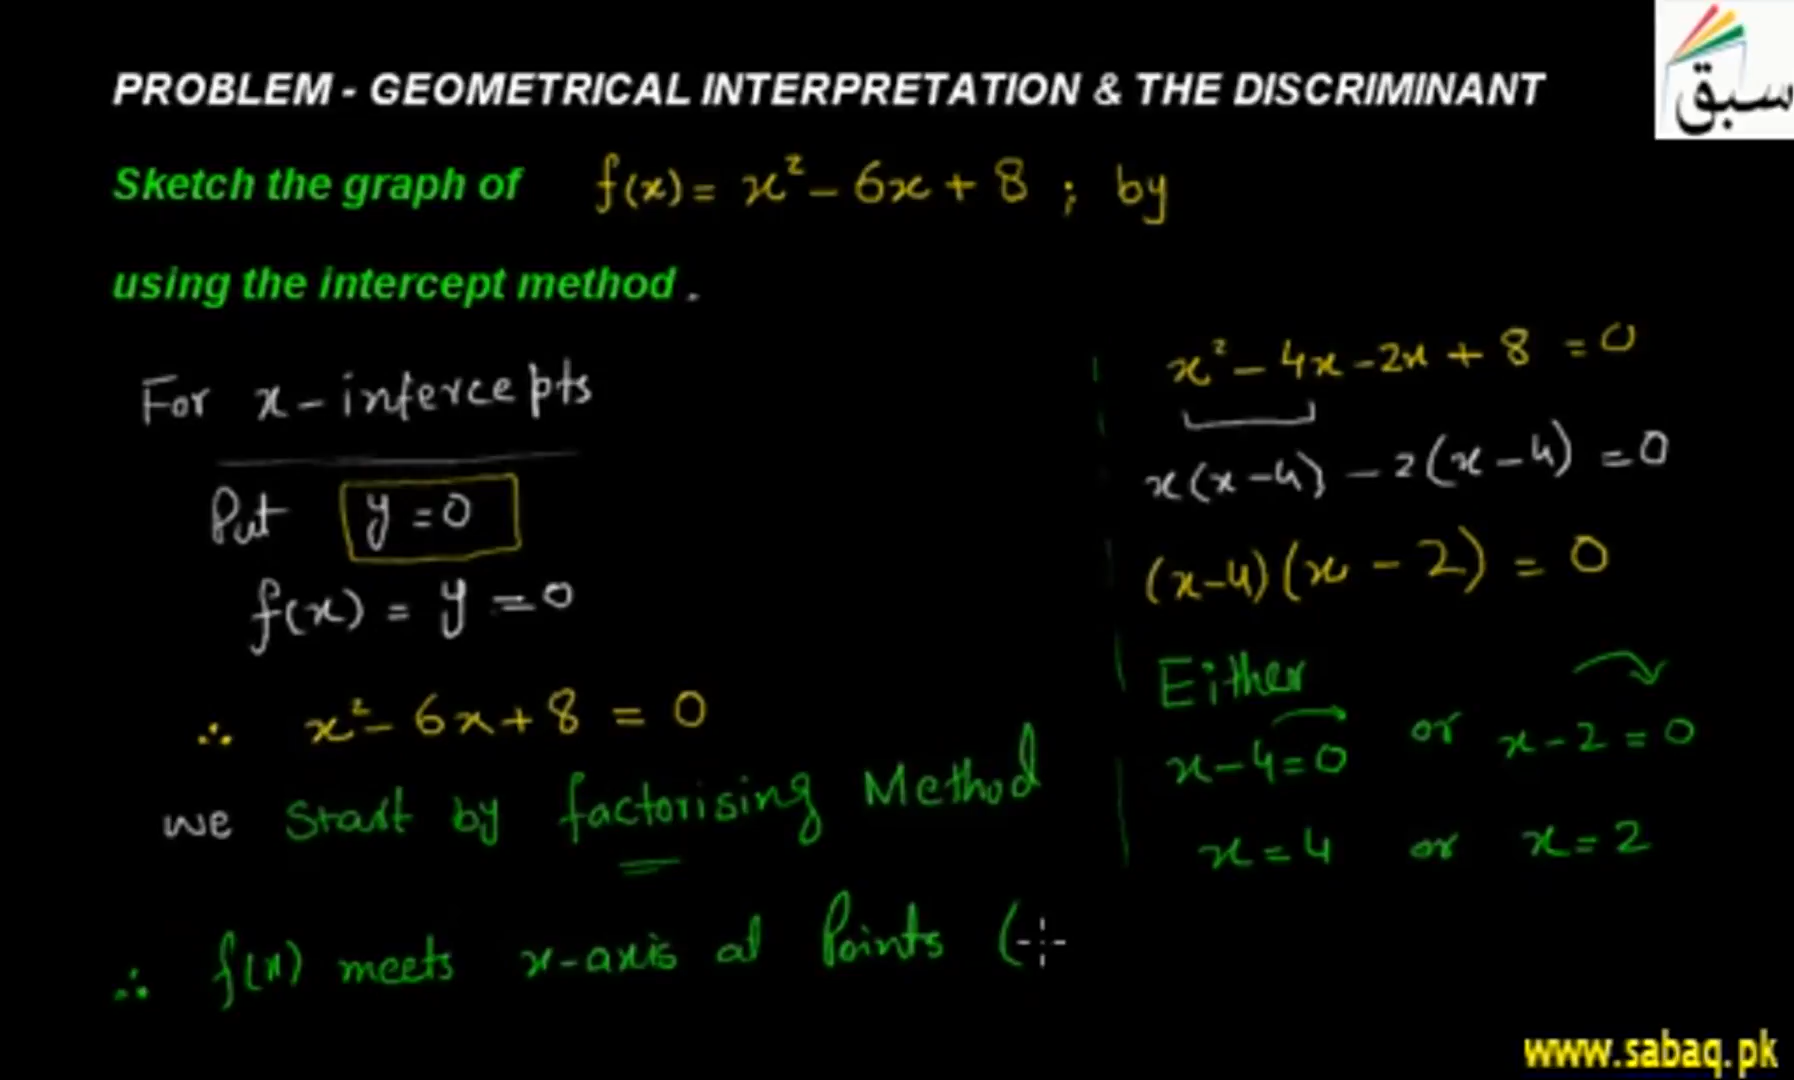 PROBLEM - GEOMETRICAL INTERPRETATION & THE DISCRIMINANT
سبق
Sketch the graph of f(x) = x² - 6x + 8 ; by
using the intercept method .
For x-intercepts
Put y = 0
f(x) = y = 0
∴ x² - 6x + 8 = 0
we start by factorising Method
∴ f(x) meets x-axis at Points (
x² - 4x - 2x + 8 = 0
x(x-4) - 2(x-4) = 0
(x-4)(x-2) = 0
Either
x-4=0 or x-2=0
x=4 or x=2
www.sabaq.pk